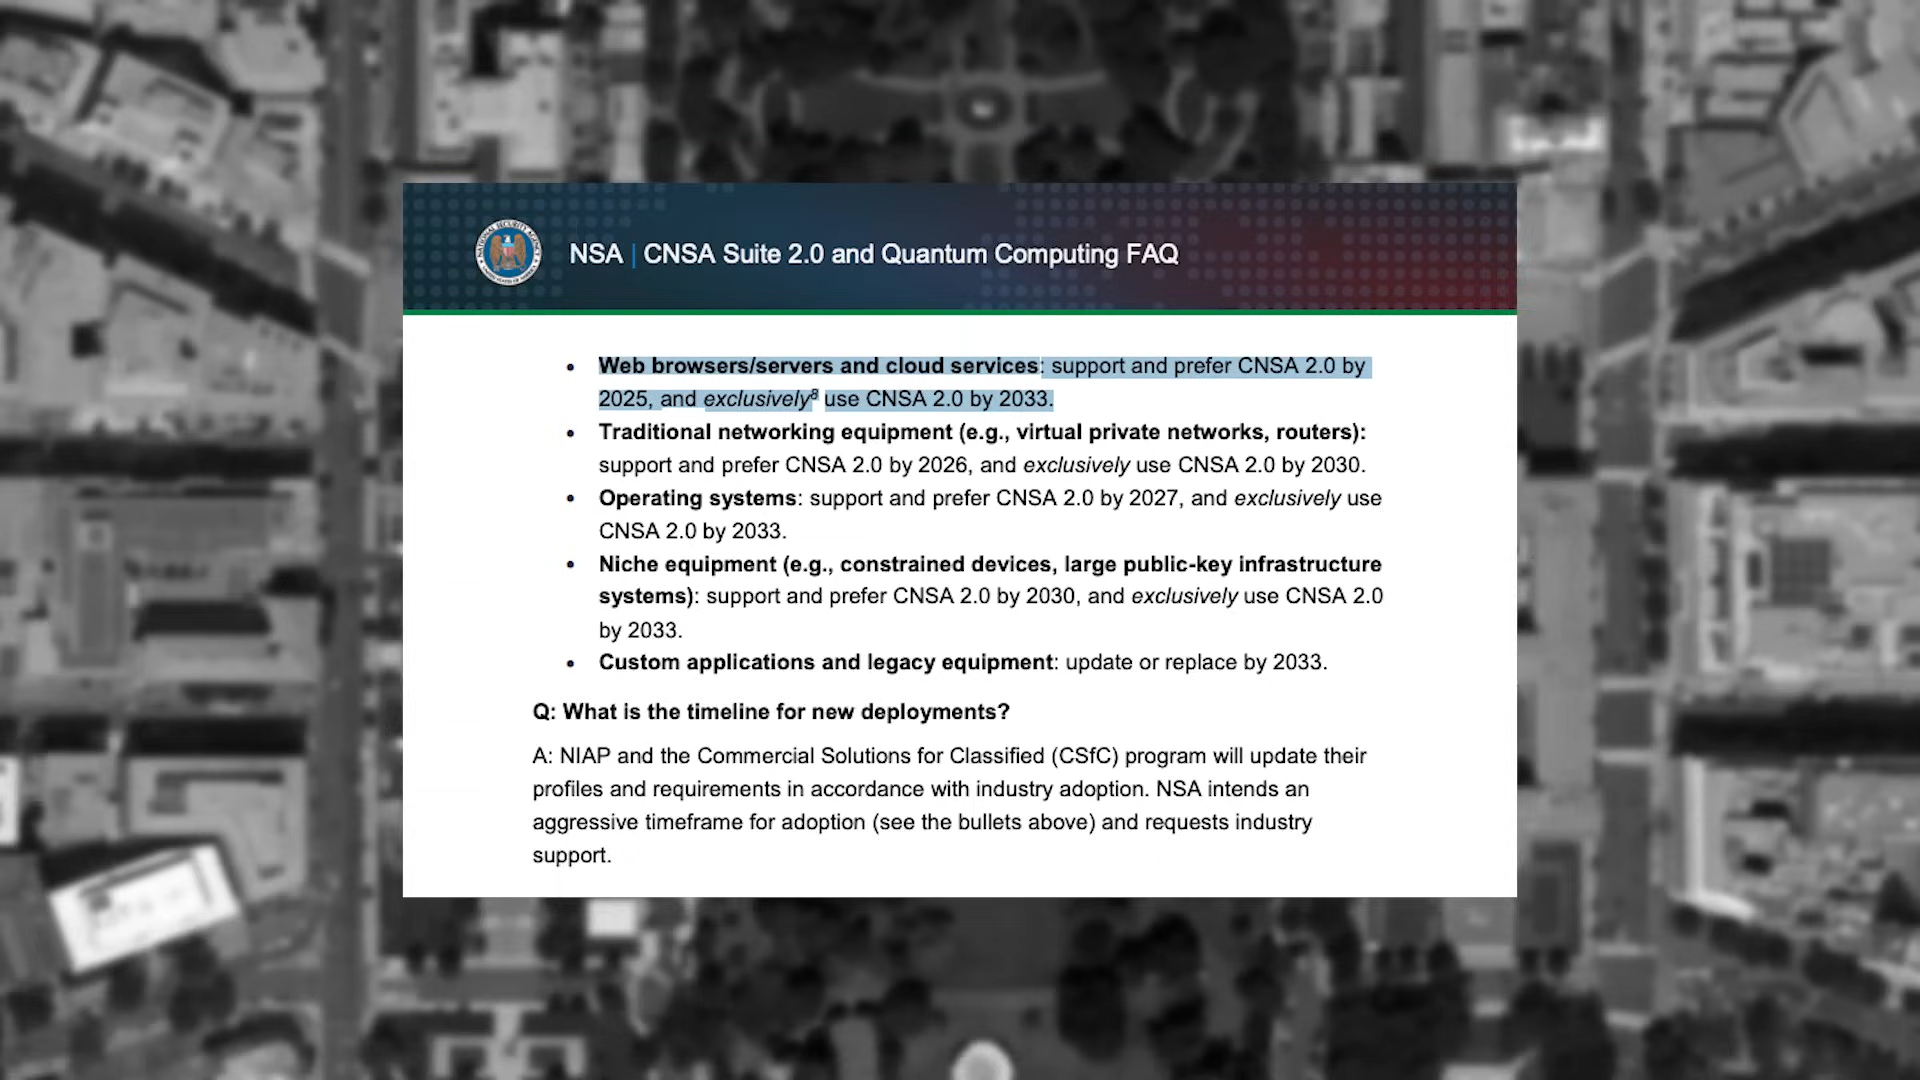 NSA | CNSA Suite 2.0 and Quantum Computing FAQ
• Web browsers/servers and cloud services: support and prefer CNSA 2.0 by
2025, and exclusively⁸ use CNSA 2.0 by 2033.
• Traditional networking equipment (e.g., virtual private networks, routers):
support and prefer CNSA 2.0 by 2026, and exclusively use CNSA 2.0 by 2030.
• Operating systems: support and prefer CNSA 2.0 by 2027, and exclusively use
CNSA 2.0 by 2033.
• Niche equipment (e.g., constrained devices, large public-key infrastructure
systems): support and prefer CNSA 2.0 by 2030, and exclusively use CNSA 2.0
by 2033.
• Custom applications and legacy equipment: update or replace by 2033.
Q: What is the timeline for new deployments?
A: NIAP and the Commercial Solutions for Classified (CSfC) program will update their
profiles and requirements in accordance with industry adoption. NSA intends an
aggressive timeframe for adoption (see the bullets above) and requests industry
support.